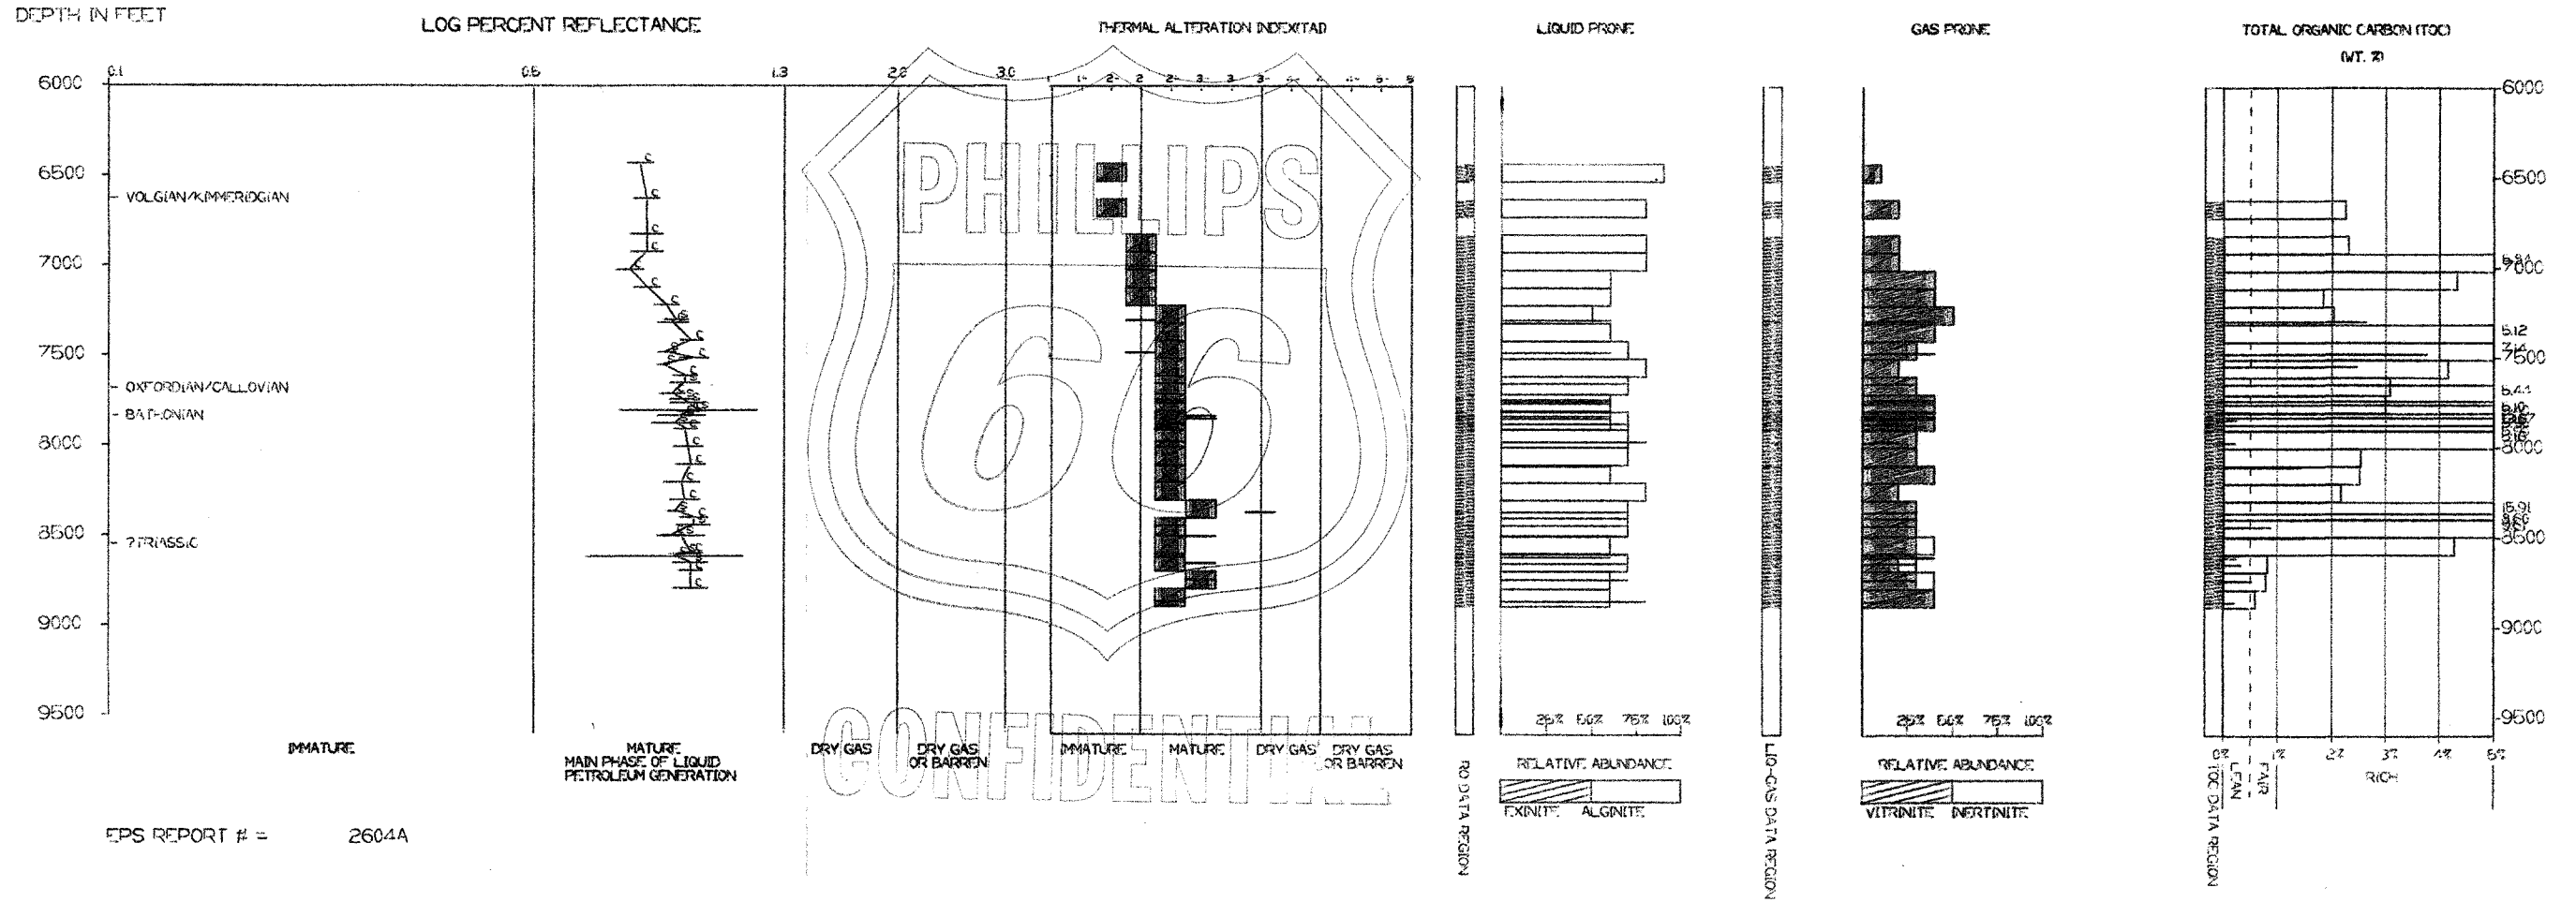 DEPTH IN FEET
LOG PERCENT REFLECTANCE
THERMAL ALTERATION INDEX(TAI)
LIQUID PRONE
GAS PRONE
TOTAL ORGANIC CARBON (TOC)
(WT. %)
0.1 0.5 1.3 2.0 3.0
6000
6500
7000
7500
8000
8500
9000
9500
VOLGIAN/KIMMERIDGIAN
OXFORDIAN/CALLOVIAN
BATHONIAN
?TRIASSIC
PHILLIPS
66
CONFIDENTIAL
IMMATURE
MATURE
MAIN PHASE OF LIQUID
PETROLEUM GENERATION
DRY GAS
DRY GAS
OR BARREN
IMMATURE
MATURE
DRY GAS
DRY GAS
OR BARREN
RO DATA REGION
25% 50% 75% 100%
RELATIVE ABUNDANCE
EXINITE ALGINITE
LIQ-GAS DATA REGION
25% 50% 75% 100%
RELATIVE ABUNDANCE
VITRINITE INERTINITE
6000
6500
7000
5.12
7500
8000
15.91
8500
9000
9500
0% 1% 2% 3% 4% 5%
TOC DATA REGION
LEAN
FAIR
RICH
EPS REPORT # = 2604A